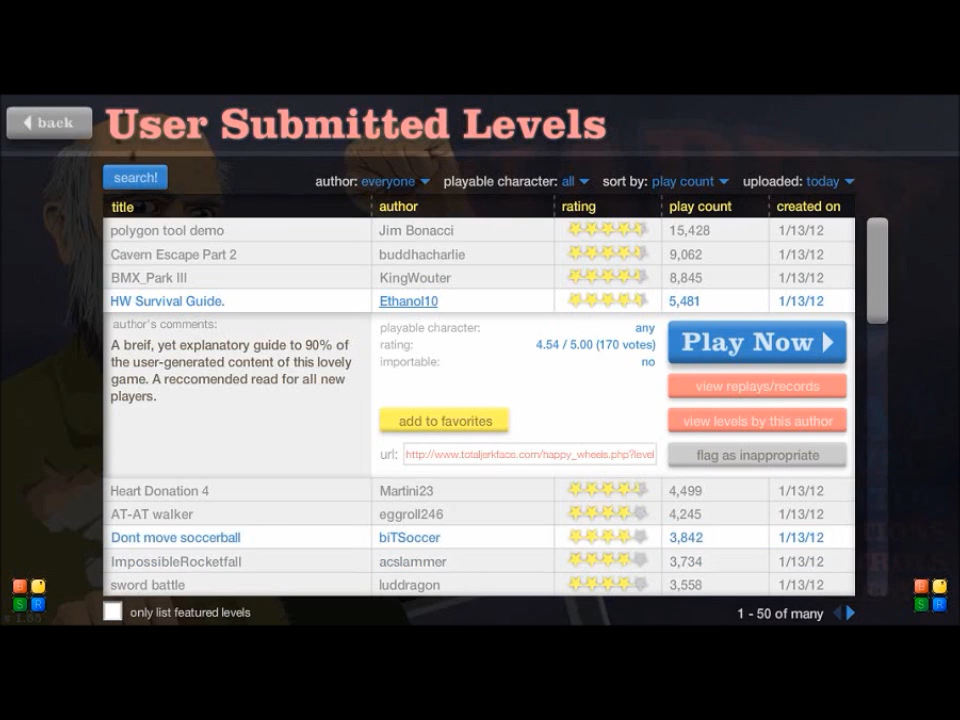 back
User Submitted Levels
search!
author: everyone playable character: all sort by: play count uploaded: today
title author rating play count created on
polygon tool demo Jim Bonacci 15,428 1/13/12
Cavern Escape Part 2 buddhacharlie 9,062 1/13/12
BMX_Park III KingWouter 8,845 1/13/12
HW Survival Guide. Ethanol10 5,481 1/13/12
author's comments:
A breif, yet explanatory guide to 90% of
the user-generated content of this lovely
game. A reccomended read for all new
players.
playable character: any
rating: 4.54 / 5.00 (170 votes)
importable: no
add to favorites
url: http://www.totaljerkface.com/happy_wheels.php?level
Play Now
view replays/records
view levels by this author
flag as inappropriate
Heart Donation 4 Martini23 4,499 1/13/12
AT-AT walker eggroll246 4,245 1/13/12
Dont move soccerball biTSoccer 3,842 1/13/12
ImpossibleRocketfall acslammer 3,734 1/13/12
sword battle luddragon 3,558 1/13/12
only list featured levels
1 - 50 of many